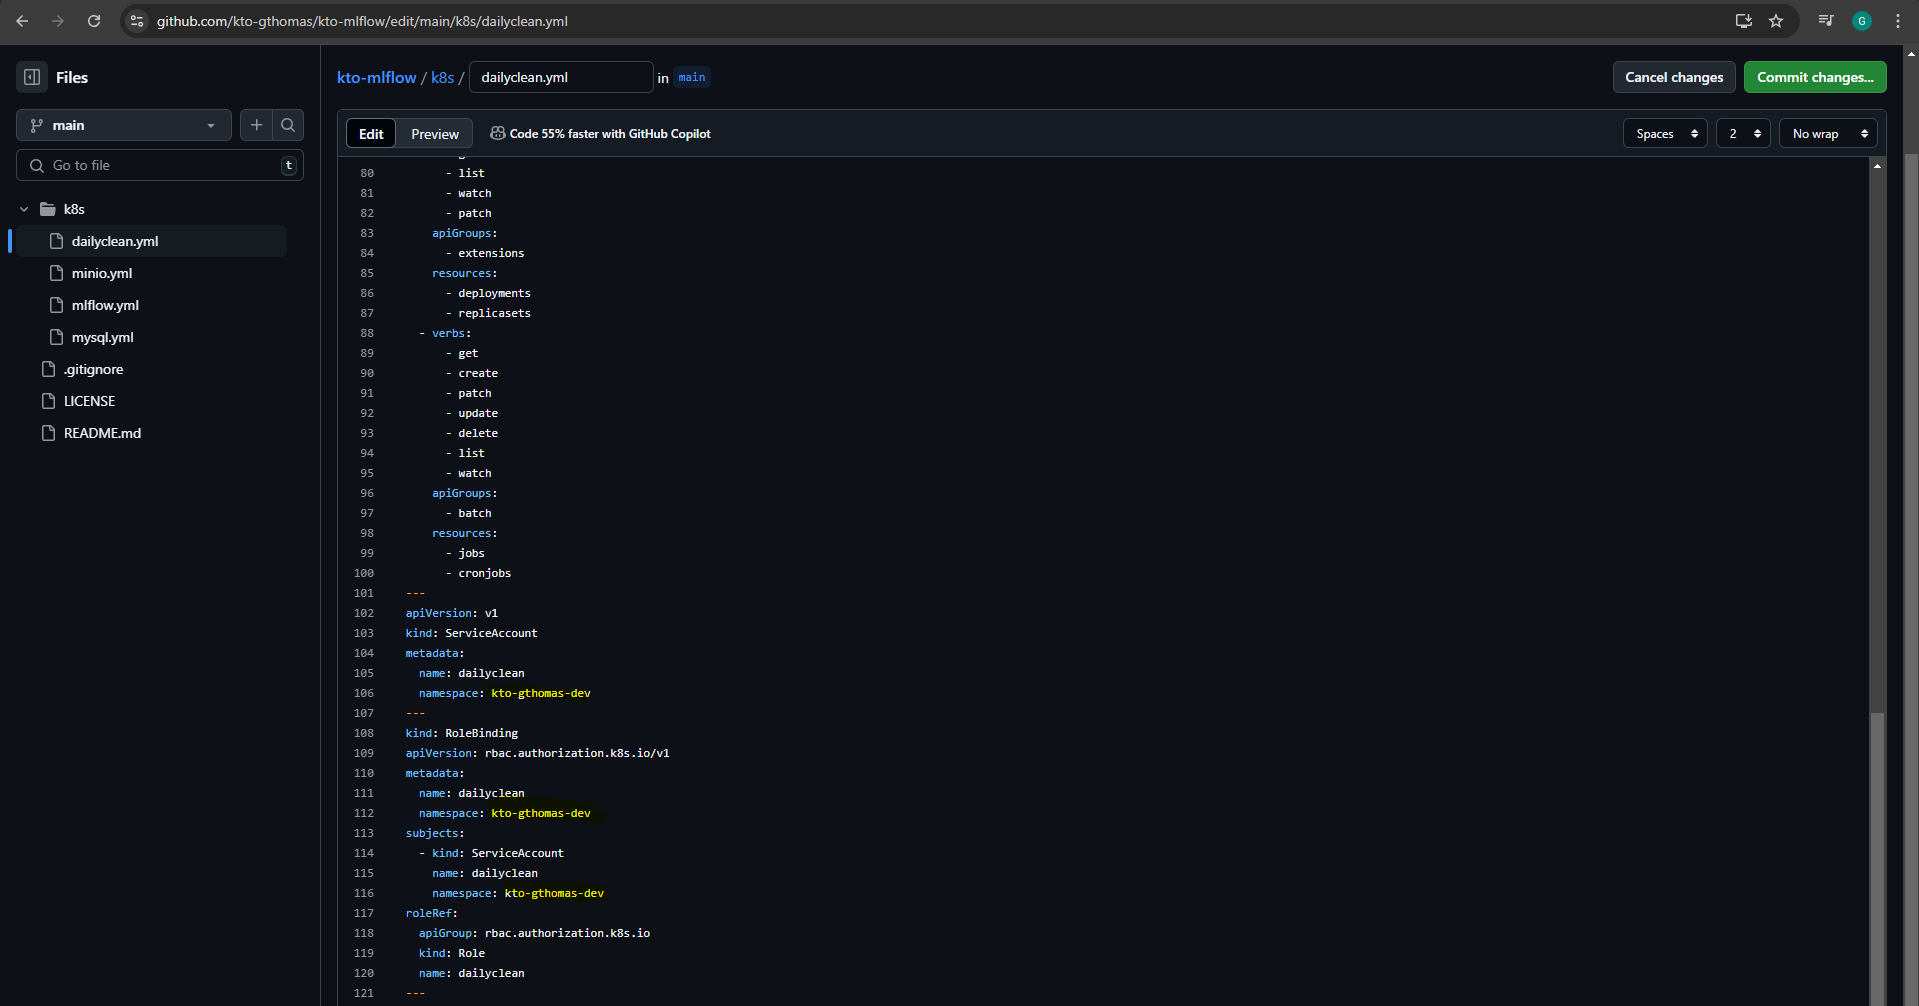 github.com/kto-gthomas/kto-mlflow/edit/main/k8s/dailyclean.yml
G
Files
main
Go to file
t
k8s
dailyclean.yml
minio.yml
mlflow.yml
mysql.yml
.gitignore
LICENSE
README.md
kto-mlflow / k8s / dailyclean.yml in main
Cancel changes
Commit changes...
Edit
Preview
Code 55% faster with GitHub Copilot
Spaces
2
No wrap
80 - list
81 - watch
82 - patch
83 apiGroups:
84 - extensions
85 resources:
86 - deployments
87 - replicasets
88 - verbs:
89 - get
90 - create
91 - patch
92 - update
93 - delete
94 - list
95 - watch
96 apiGroups:
97 - batch
98 resources:
99 - jobs
100 - cronjobs
101 ---
102 apiVersion: v1
103 kind: ServiceAccount
104 metadata:
105 name: dailyclean
106 namespace: kto-gthomas-dev
107 ---
108 kind: RoleBinding
109 apiVersion: rbac.authorization.k8s.io/v1
110 metadata:
111 name: dailyclean
112 namespace: kto-gthomas-dev
113 subjects:
114 - kind: ServiceAccount
115 name: dailyclean
116 namespace: kto-gthomas-dev
117 roleRef:
118 apiGroup: rbac.authorization.k8s.io
119 kind: Role
120 name: dailyclean
121 ---